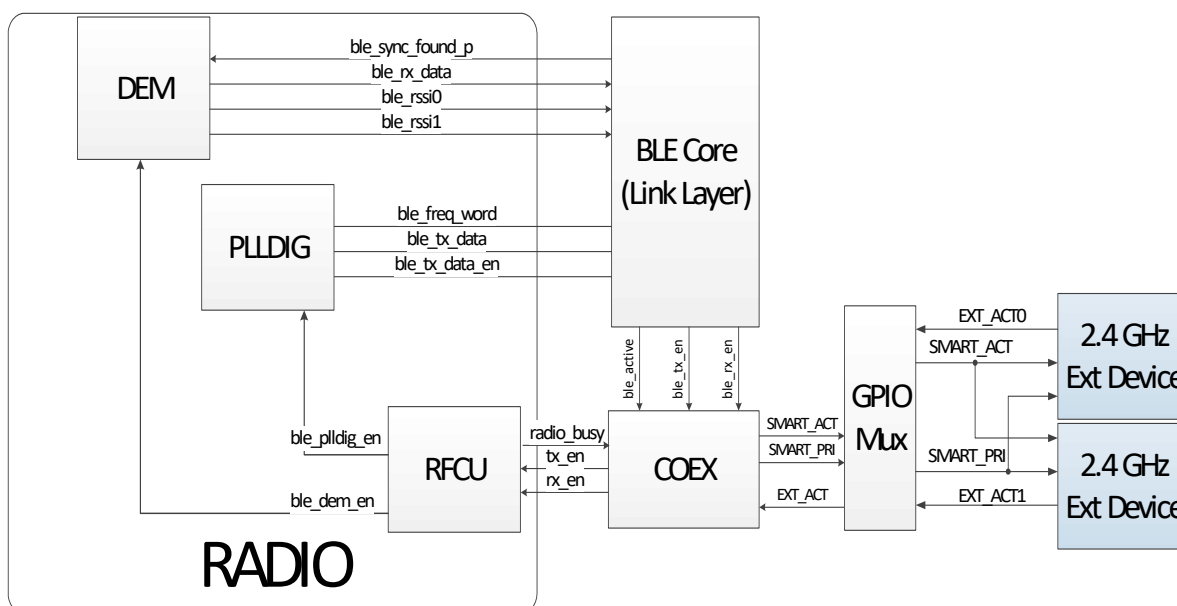 DEM
ble_sync_found_p
ble_rx_data
ble_rssi0
ble_rssi1
BLE Core
(Link Layer)
PLLDIG
ble_freq_word
ble_tx_data
ble_tx_data_en
ble_active
ble_tx_en
ble_rx_en
ble_plldig_en
ble_dem_en
RFCU
radio_busy
tx_en
rx_en
COEX
SMART_ACT
SMART_PRI
EXT_ACT
GPIO
Mux
EXT_ACT0
SMART_ACT
SMART_PRI
EXT_ACT1
2.4 GHz
Ext Device
2.4 GHz
Ext Device
RADIO